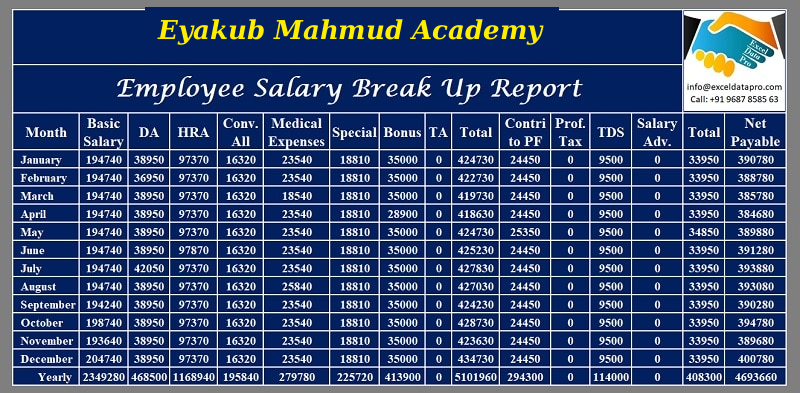 Eyakub Mahmud Academy
Excel
Data
Pro
info@exceldatapro.com
Call: +91 9687 8585 63
Employee Salary Break Up Report
Month Basic Salary DA HRA Conv. All Medical Expenses Special Bonus TA Total Contri to PF Prof. Tax TDS Salary Adv. Total Net Payable
January 194740 38950 97370 16320 23540 18810 35000 0 424730 24450 0 9500 0 33950 390780
February 194740 36950 97370 16320 23540 18810 35000 0 422730 24450 0 9500 0 33950 388780
March 194740 38950 97370 16320 18540 18810 35000 0 419730 24450 0 9500 0 33950 385780
April 194740 38950 97370 16320 23540 18810 28900 0 418630 24450 0 9500 0 33950 384680
May 194740 38950 97370 16320 23540 18810 35000 0 424730 25350 0 9500 0 34850 389880
June 194740 38950 97870 16320 23540 18810 35000 0 425230 24450 0 9500 0 33950 391280
July 194740 42050 97370 16320 23540 18810 35000 0 427830 24450 0 9500 0 33950 393880
August 194740 38950 97370 16320 25840 18810 35000 0 427030 24450 0 9500 0 33950 393080
September 194240 38950 97370 16320 23540 18810 35000 0 424230 24450 0 9500 0 33950 390280
October 198740 38950 97370 16320 23540 18810 35000 0 428730 24450 0 9500 0 33950 394780
November 193640 38950 97370 16320 23540 18810 35000 0 423630 24450 0 9500 0 33950 389680
December 204740 38950 97370 16320 23540 18810 35000 0 434730 24450 0 9500 0 33950 400780
Yearly 2349280 468500 1168940 195840 279780 225720 413900 0 5101960 294300 0 114000 0 408300 4693660